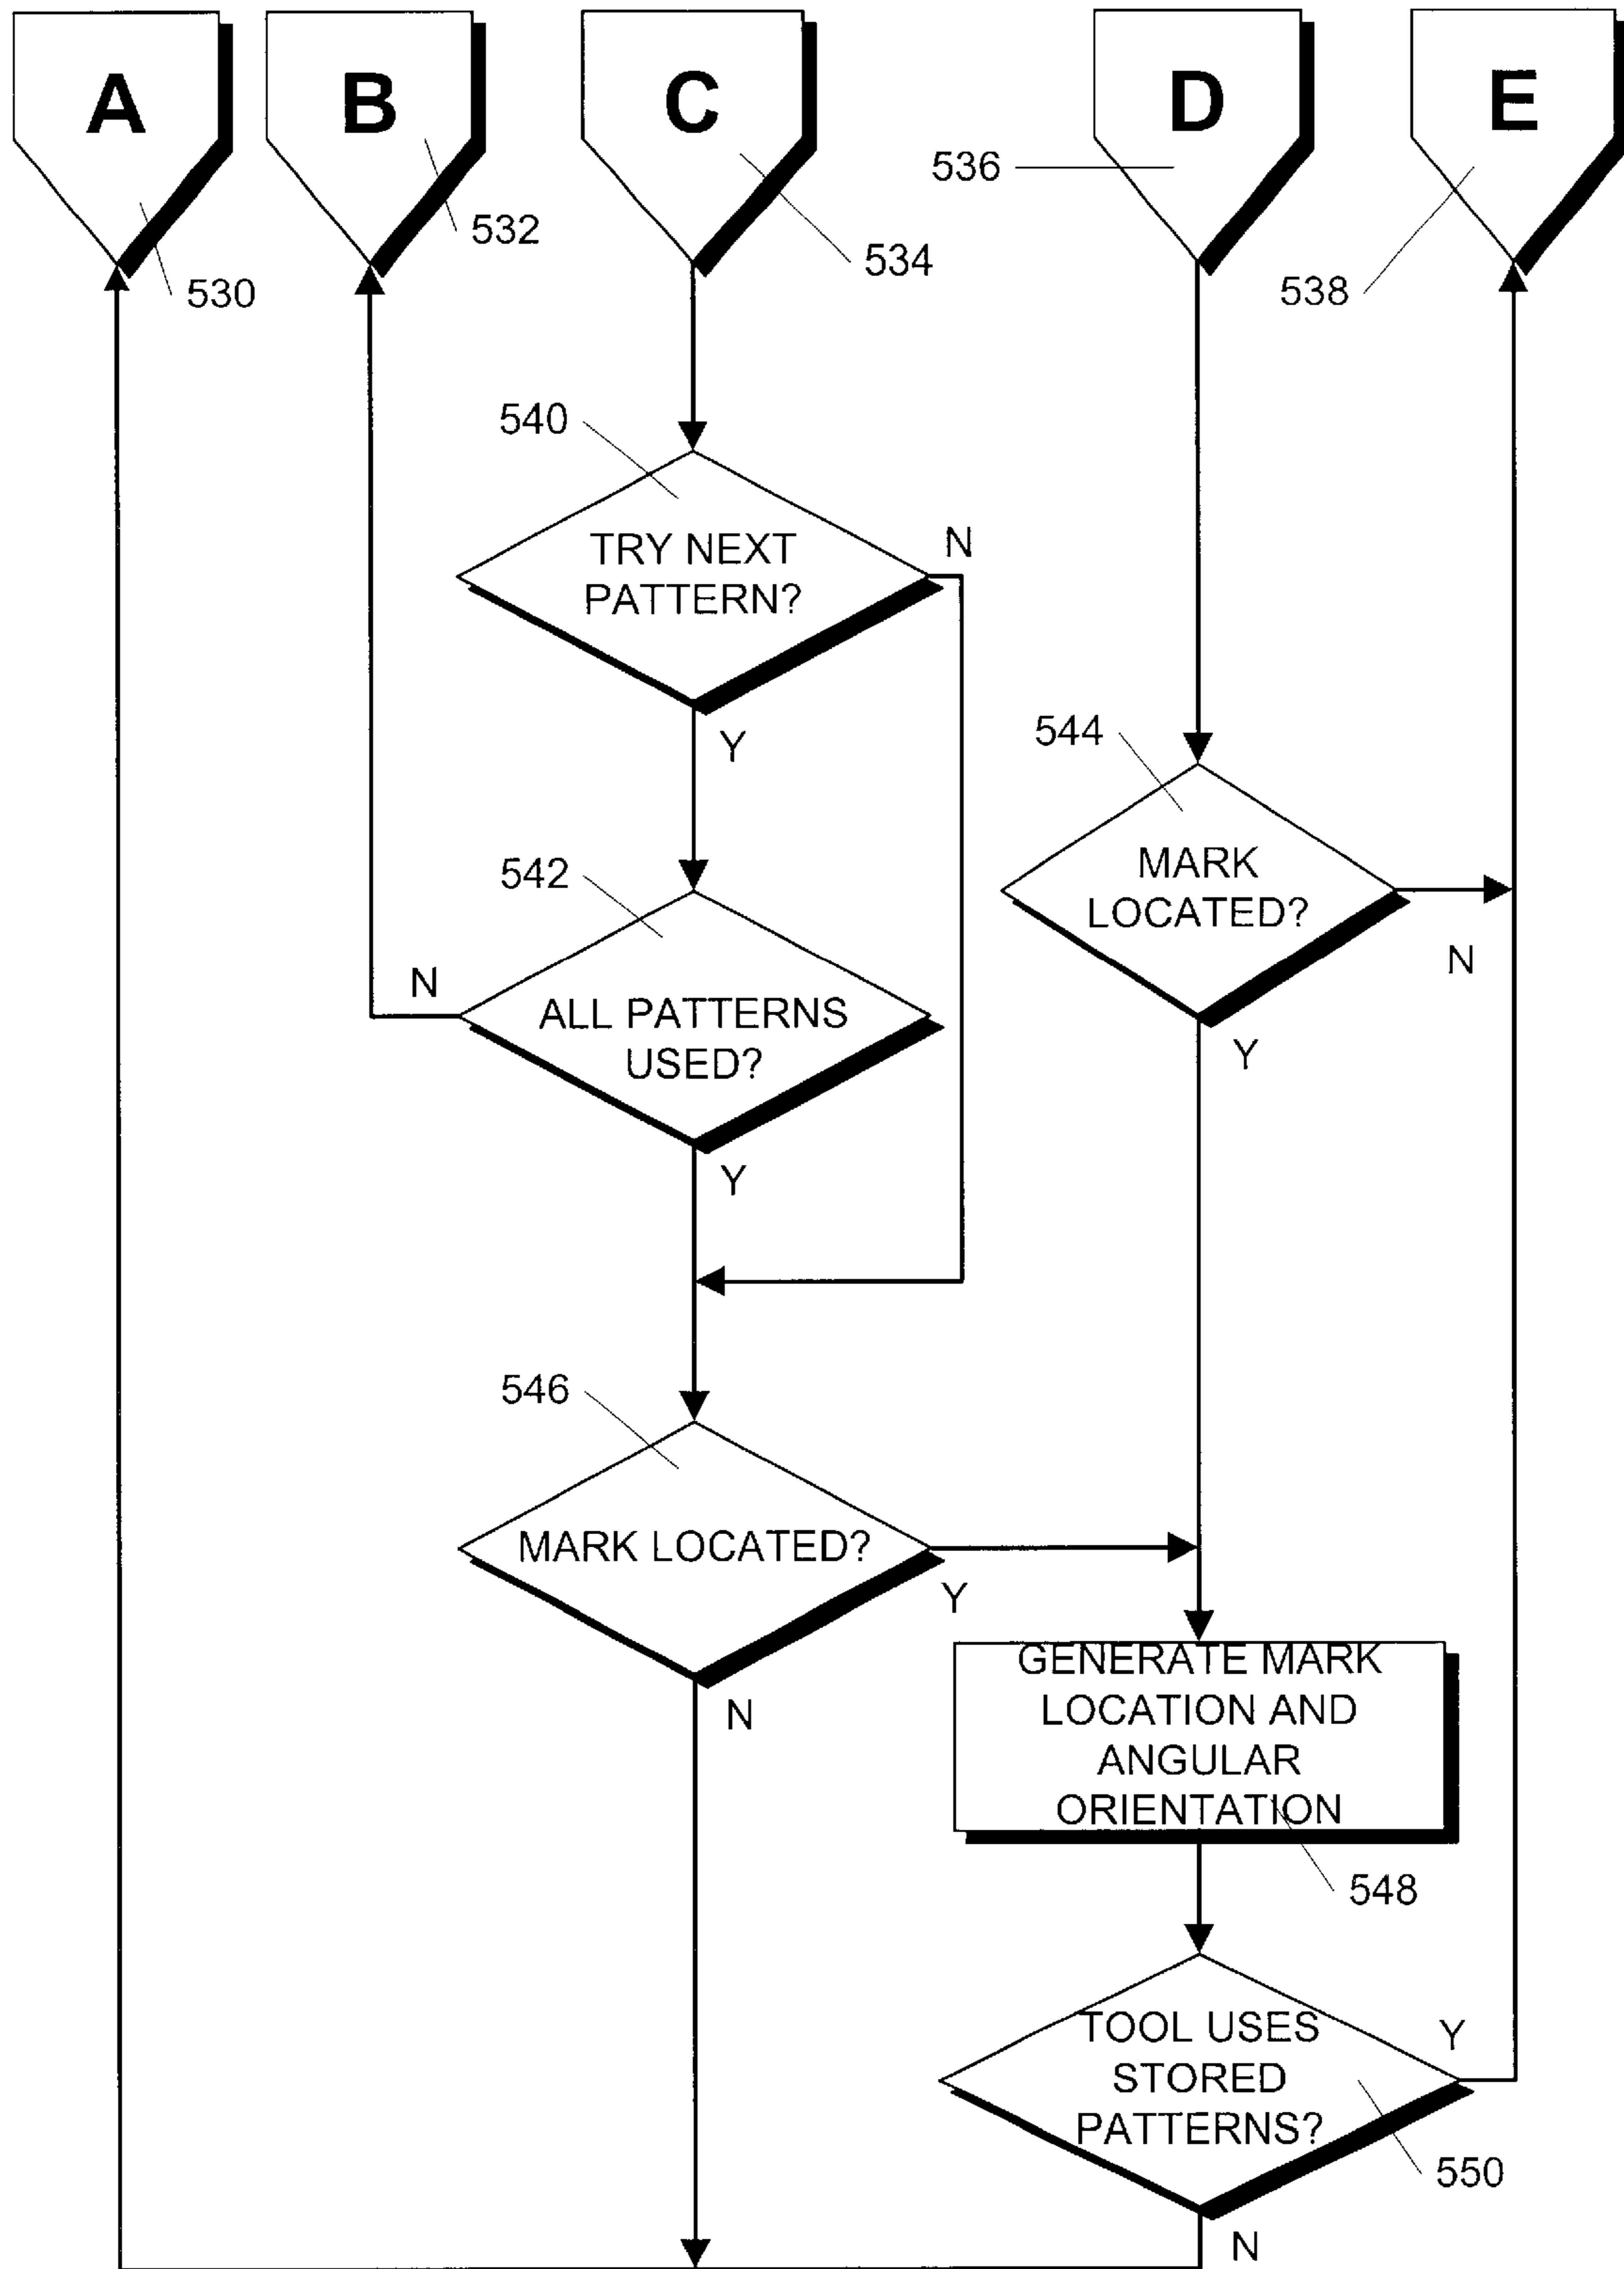 A
B
C
D
E
536
532
534
530
538
540
N
TRY NEXT
PATTERN?
Y
544
542
MARK
LOCATED?
N
N
ALL PATTERNS
USED?
Y
Y
546
MARK LOCATED?
Y
N
GENERATE MARK
LOCATION AND
ANGULAR
ORIENTATION
548
TOOL USES
STORED
PATTERNS?
Y
550
N